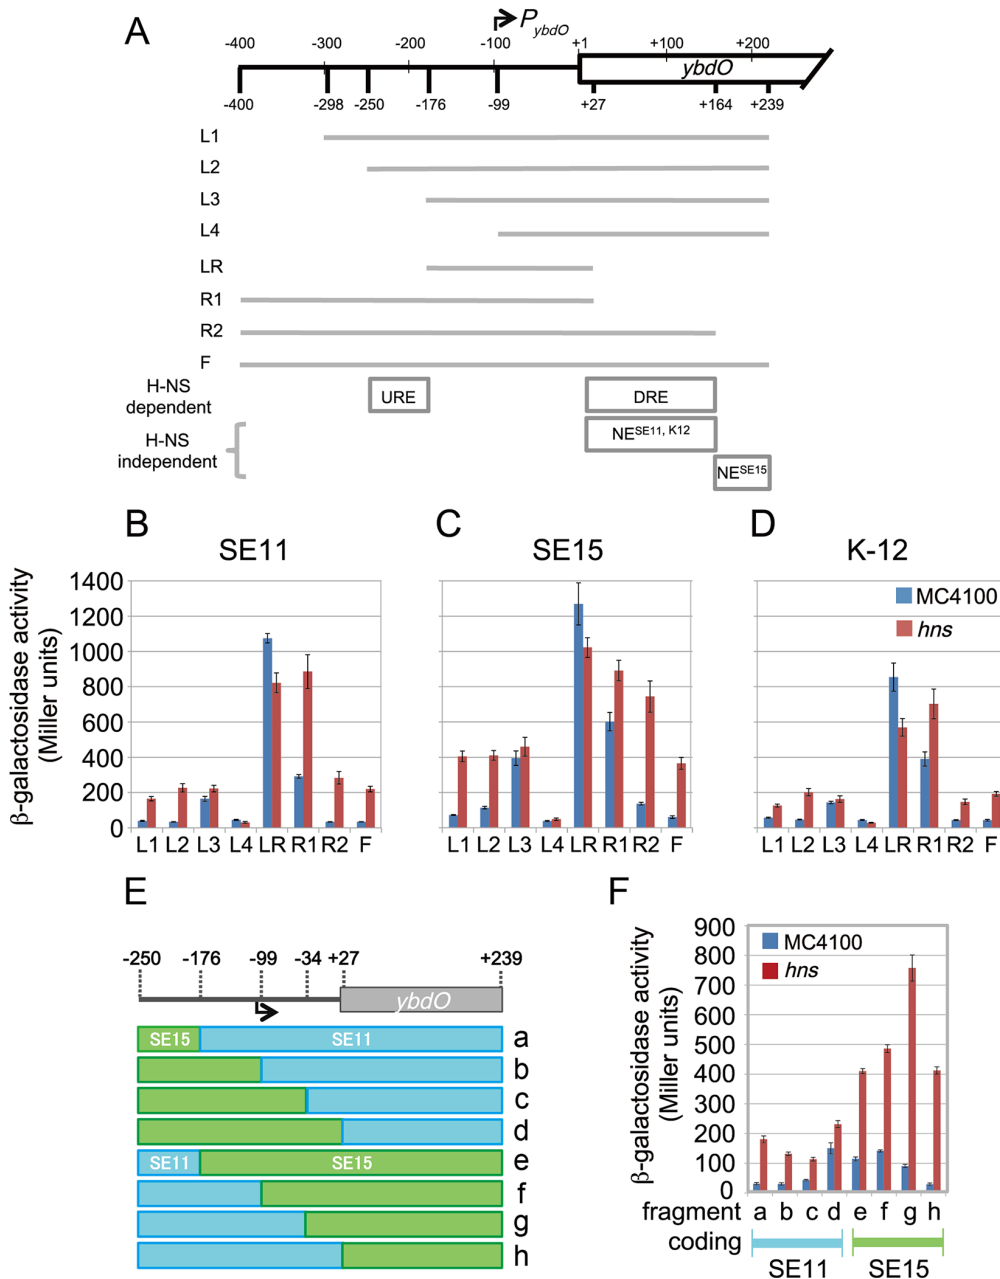 A
P ybdO
-400 -300 -200 -100 +1 +100 +200
ybdO
-400 -298 -250 -176 -99 +27 +164 +239
L1
L2
L3
L4
LR
R1
R2
F
H-NS
dependent
URE DRE
H-NS
independent
NE SE11, K12
NE SE15
B C D
SE11 SE15 K-12
β-galactosidase activity
(Miller units)
1400
1200
1000
800
600
400
200
0
MC4100
hns
L1 L2 L3 L4 LR R1 R2 F
L1 L2 L3 L4 LR R1 R2 F
L1 L2 L3 L4 LR R1 R2 F
E
-250 -176 -99 -34 +27 +239
ybdO
SE15 SE11 a
b
c
d
SE11 SE15 e
f
g
h
F
β-galactosidase activity
(Miller units)
900
800
700
600
500
400
300
200
100
0
MC4100
hns
fragment a b c d e f g h
coding
SE11 SE15